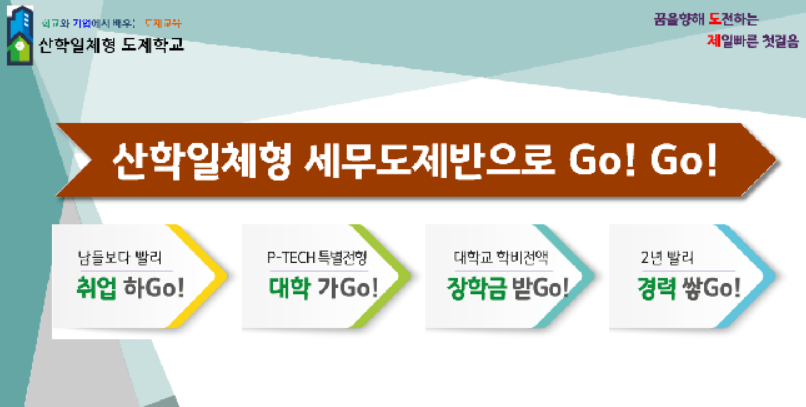 학교와 기업에서 배우는 도제교육
산학일체형 도제학교
꿈을향해 도전하는
제일빠른 첫걸음
산학일체형 세무도제반으로 Go! Go!
남들보다 빨리
취업 하Go!
P-TECH 특별전형
대학 가Go!
대학교 학비전액
장학금 받Go!
2년 빨리
경력 쌓Go!